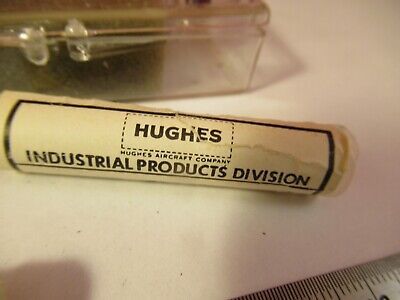 HUGHES
HUGHES AIRCRAFT COMPANY
INDUSTRIAL PRODUCTS DIVISION